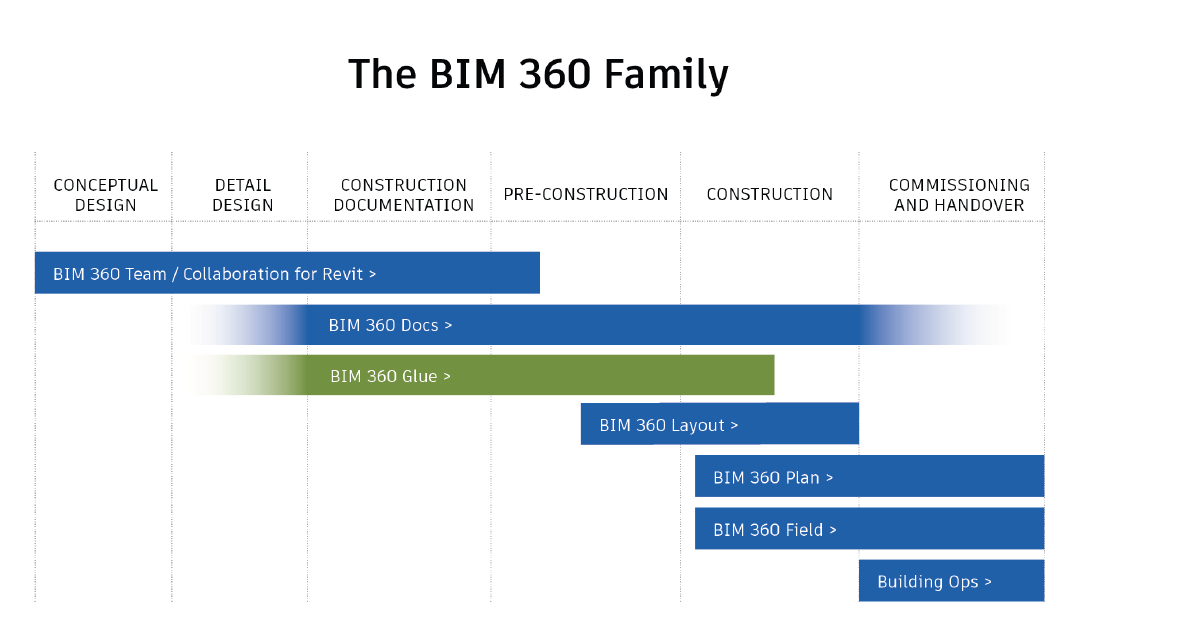 The BIM 360 Family
CONCEPTUAL
DESIGN
DETAIL
DESIGN
CONSTRUCTION
DOCUMENTATION
PRE-CONSTRUCTION
CONSTRUCTION
COMMISSIONING
AND HANDOVER
BIM 360 Team / Collaboration for Revit >
BIM 360 Docs >
BIM 360 Glue >
BIM 360 Layout >
BIM 360 Plan >
BIM 360 Field >
Building Ops >